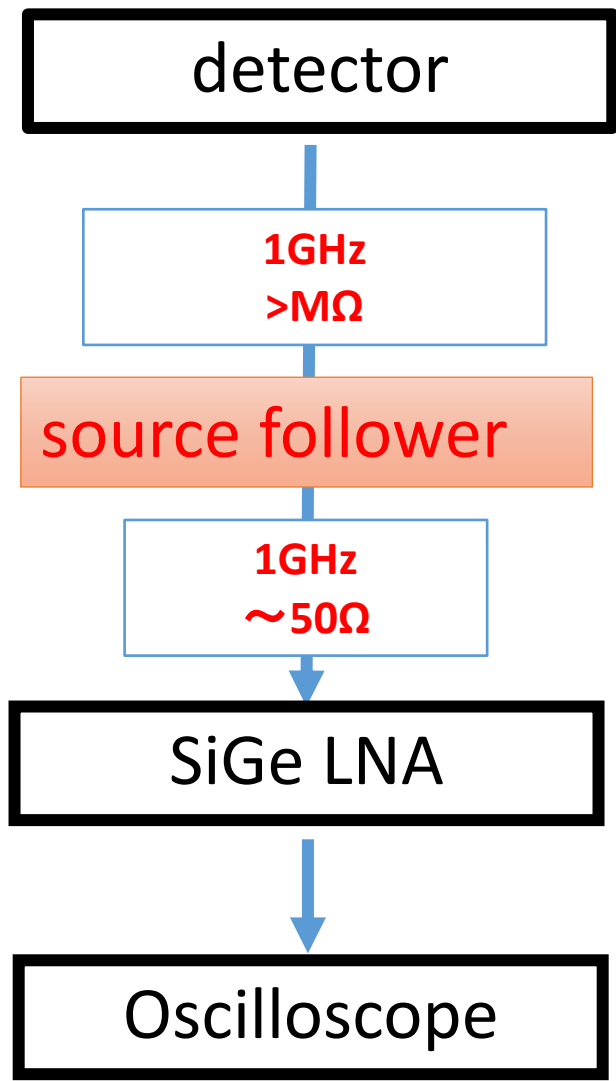 detector
1GHz
>MΩ
source follower
1GHz
～50Ω
SiGe LNA
Oscilloscope